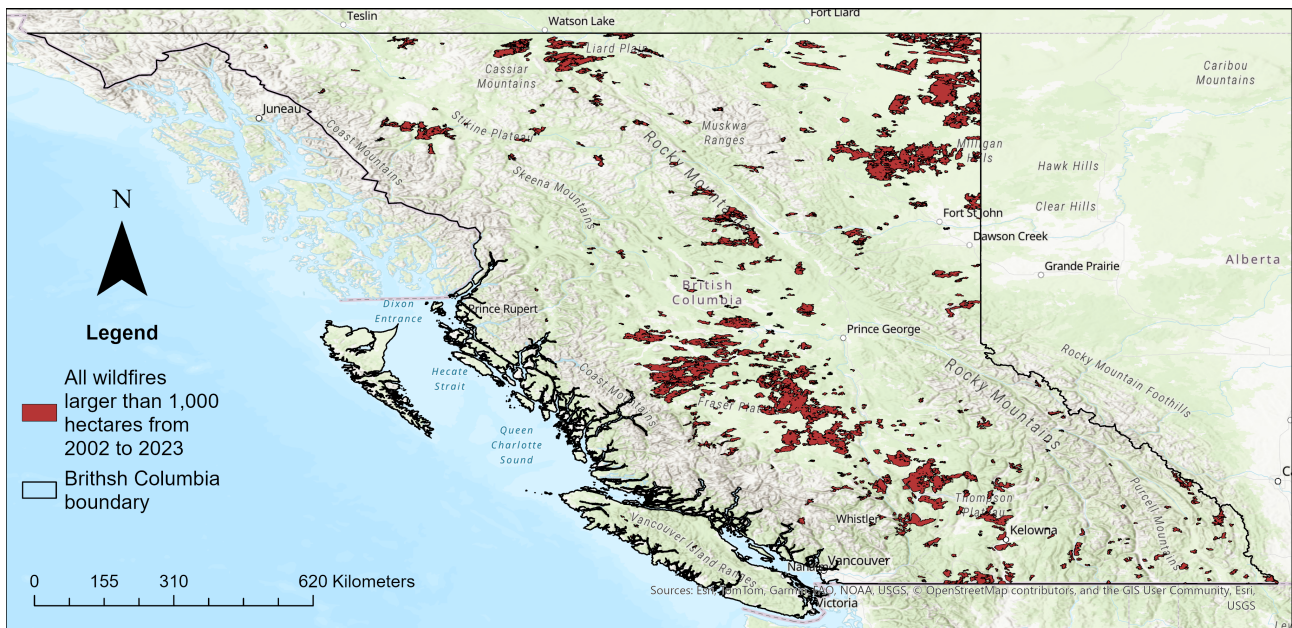 Teslin
Watson Lake
Fort Liard
Liard Plain
Cassiar
Mountains
Caribou
Mountains
Juneau
Coast Mountains
Stikine Plateau
Rocky Mountains
Muskwa
Ranges
Milligan
Hills
Hawk Hills
Skeena Mountains
Clear Hills
N
Fort St John
Dawson Creek
Grande Prairie
Alberta
British
Columbia
Dixon
Entrance
Prince Rupert
Prince George
Legend
All wildfires
larger than 1,000
hectares from
2002 to 2023
Brithsh Columbia
boundary
Hecate
Strait
Coast Mountains
Fraser Plateau
Rocky Mountains
Rocky Mountain Foothills
Queen
Charlotte
Sound
Thompson
Plateau
Purcell Mountains
Whistler
Kelowna
Vancouver Island Ranges
Vancouver
Victoria
0 155 310 620 Kilometers
Sources: Esri, TomTom, Garmin, FAO, NOAA, USGS, © OpenStreetMap contributors, and the GIS User Community, Esri,
USGS